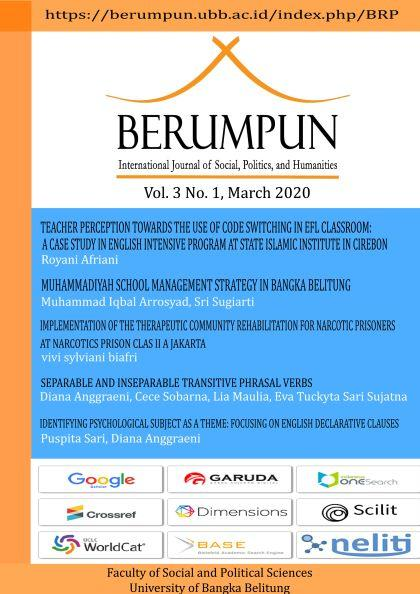 https://berumpun.ubb.ac.id/index.php/BRP
BERUMPUN
International Journal of Social, Politics, and Humanities
Vol. 3 No. 1, March 2020
TEACHER PERCEPTION TOWARDS THE USE OF CODE SWITCHING IN EFL CLASSROOM:
A CASE STUDY IN ENGLISH INTENSIVE PROGRAM AT STATE ISLAMIC INSTITUTE IN CIREBON
Royani Afriani
MUHAMMADIYAH SCHOOL MANAGEMENT STRATEGY IN BANGKA BELITUNG
Muhammad Iqbal Arrosyad, Sri Sugiarti
IMPLEMENTATION OF THE THERAPEUTIC COMMUNITY REHABILITATION FOR NARCOTIC PRISONERS
AT NARCOTICS PRISON CLAS II A JAKARTA
vivi sylviani biafri
SEPARABLE AND INSEPARABLE TRANSITIVE PHRASAL VERBS
Diana Anggraeni, Cece Sobarna, Lia Maulia, Eva Tuckyta Sari Sujatna
IDENTIFYING PSYCHOLOGICAL SUBJECT AS A THEME: FOCUSING ON ENGLISH DECLARATIVE CLAUSES
Puspita Sari, Diana Anggraeni
Google
Scholar
GARUDA
oneSearch
Crossref
Dimensions
Scilit
OCLC
WorldCat
BASE
Bielefeld Academic Search Engine
neliti
Faculty of Social and Political Sciences
University of Bangka Belitung